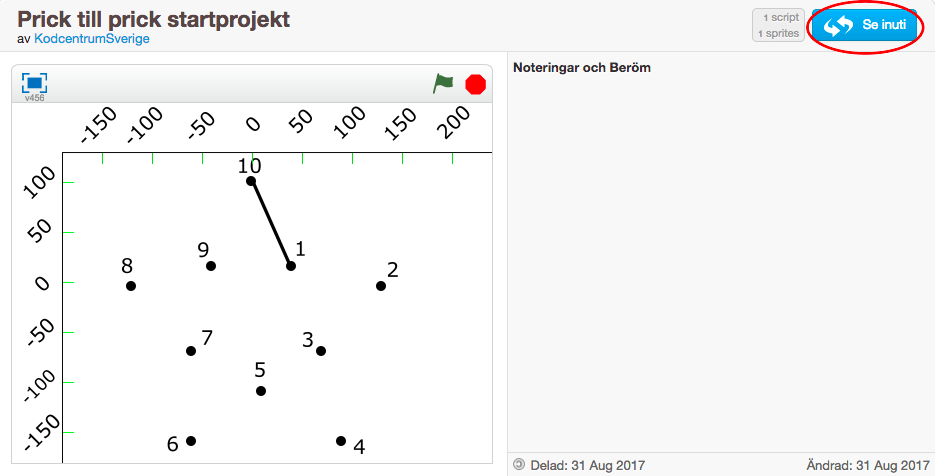 Prick till prick startprojekt
av KodcentrumSverige
1 script
1 sprites
Se inuti
v456
Noteringar och Beröm
-150 -100 -50 0 50 100 150 200
100
50
0
-50
-100
-150
10
9
1
8
2
7
3
5
6
4
Delad: 31 Aug 2017
Ändrad: 31 Aug 2017